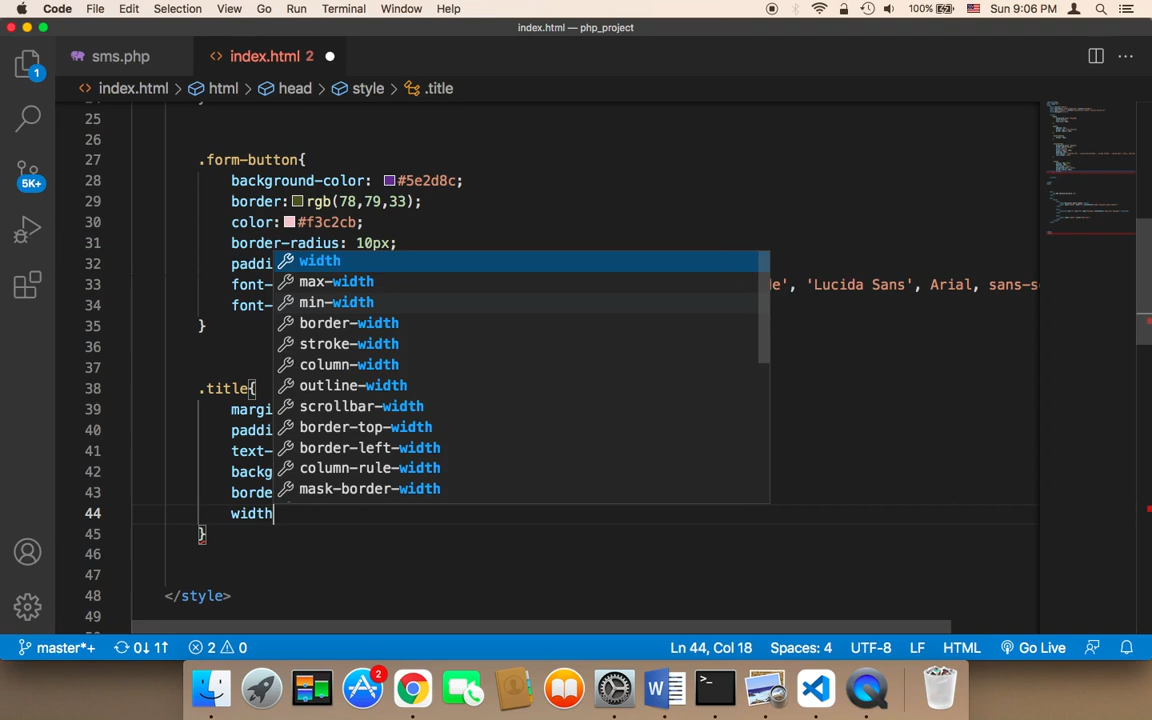 Code File Edit Selection View Go Run Terminal Window Help 100% Sun 9:06 PM
index.html — php_project
sms.php index.html 2
1
index.html > html > head > style > .title
25
26
27 .form-button{
28 background-color: #5e2d8c;
5K+
29 border: rgb(78,79,33);
30 color: #f3c2cb;
31 border-radius: 10px;
32 paddi
33 font- de', 'Lucida Sans', Arial, sans-se
34 font-
35 }
36
37
38 .title{
39 margi
40 paddi
41 text-
42 backg
43 borde
44 width
45 }
46
47
48 </style>
49
width
max-width
min-width
border-width
stroke-width
column-width
outline-width
scrollbar-width
border-top-width
border-left-width
column-rule-width
mask-border-width
master*+ 0↓ 1↑ 2 0 Ln 44, Col 18 Spaces: 4 UTF-8 LF HTML Go Live
2